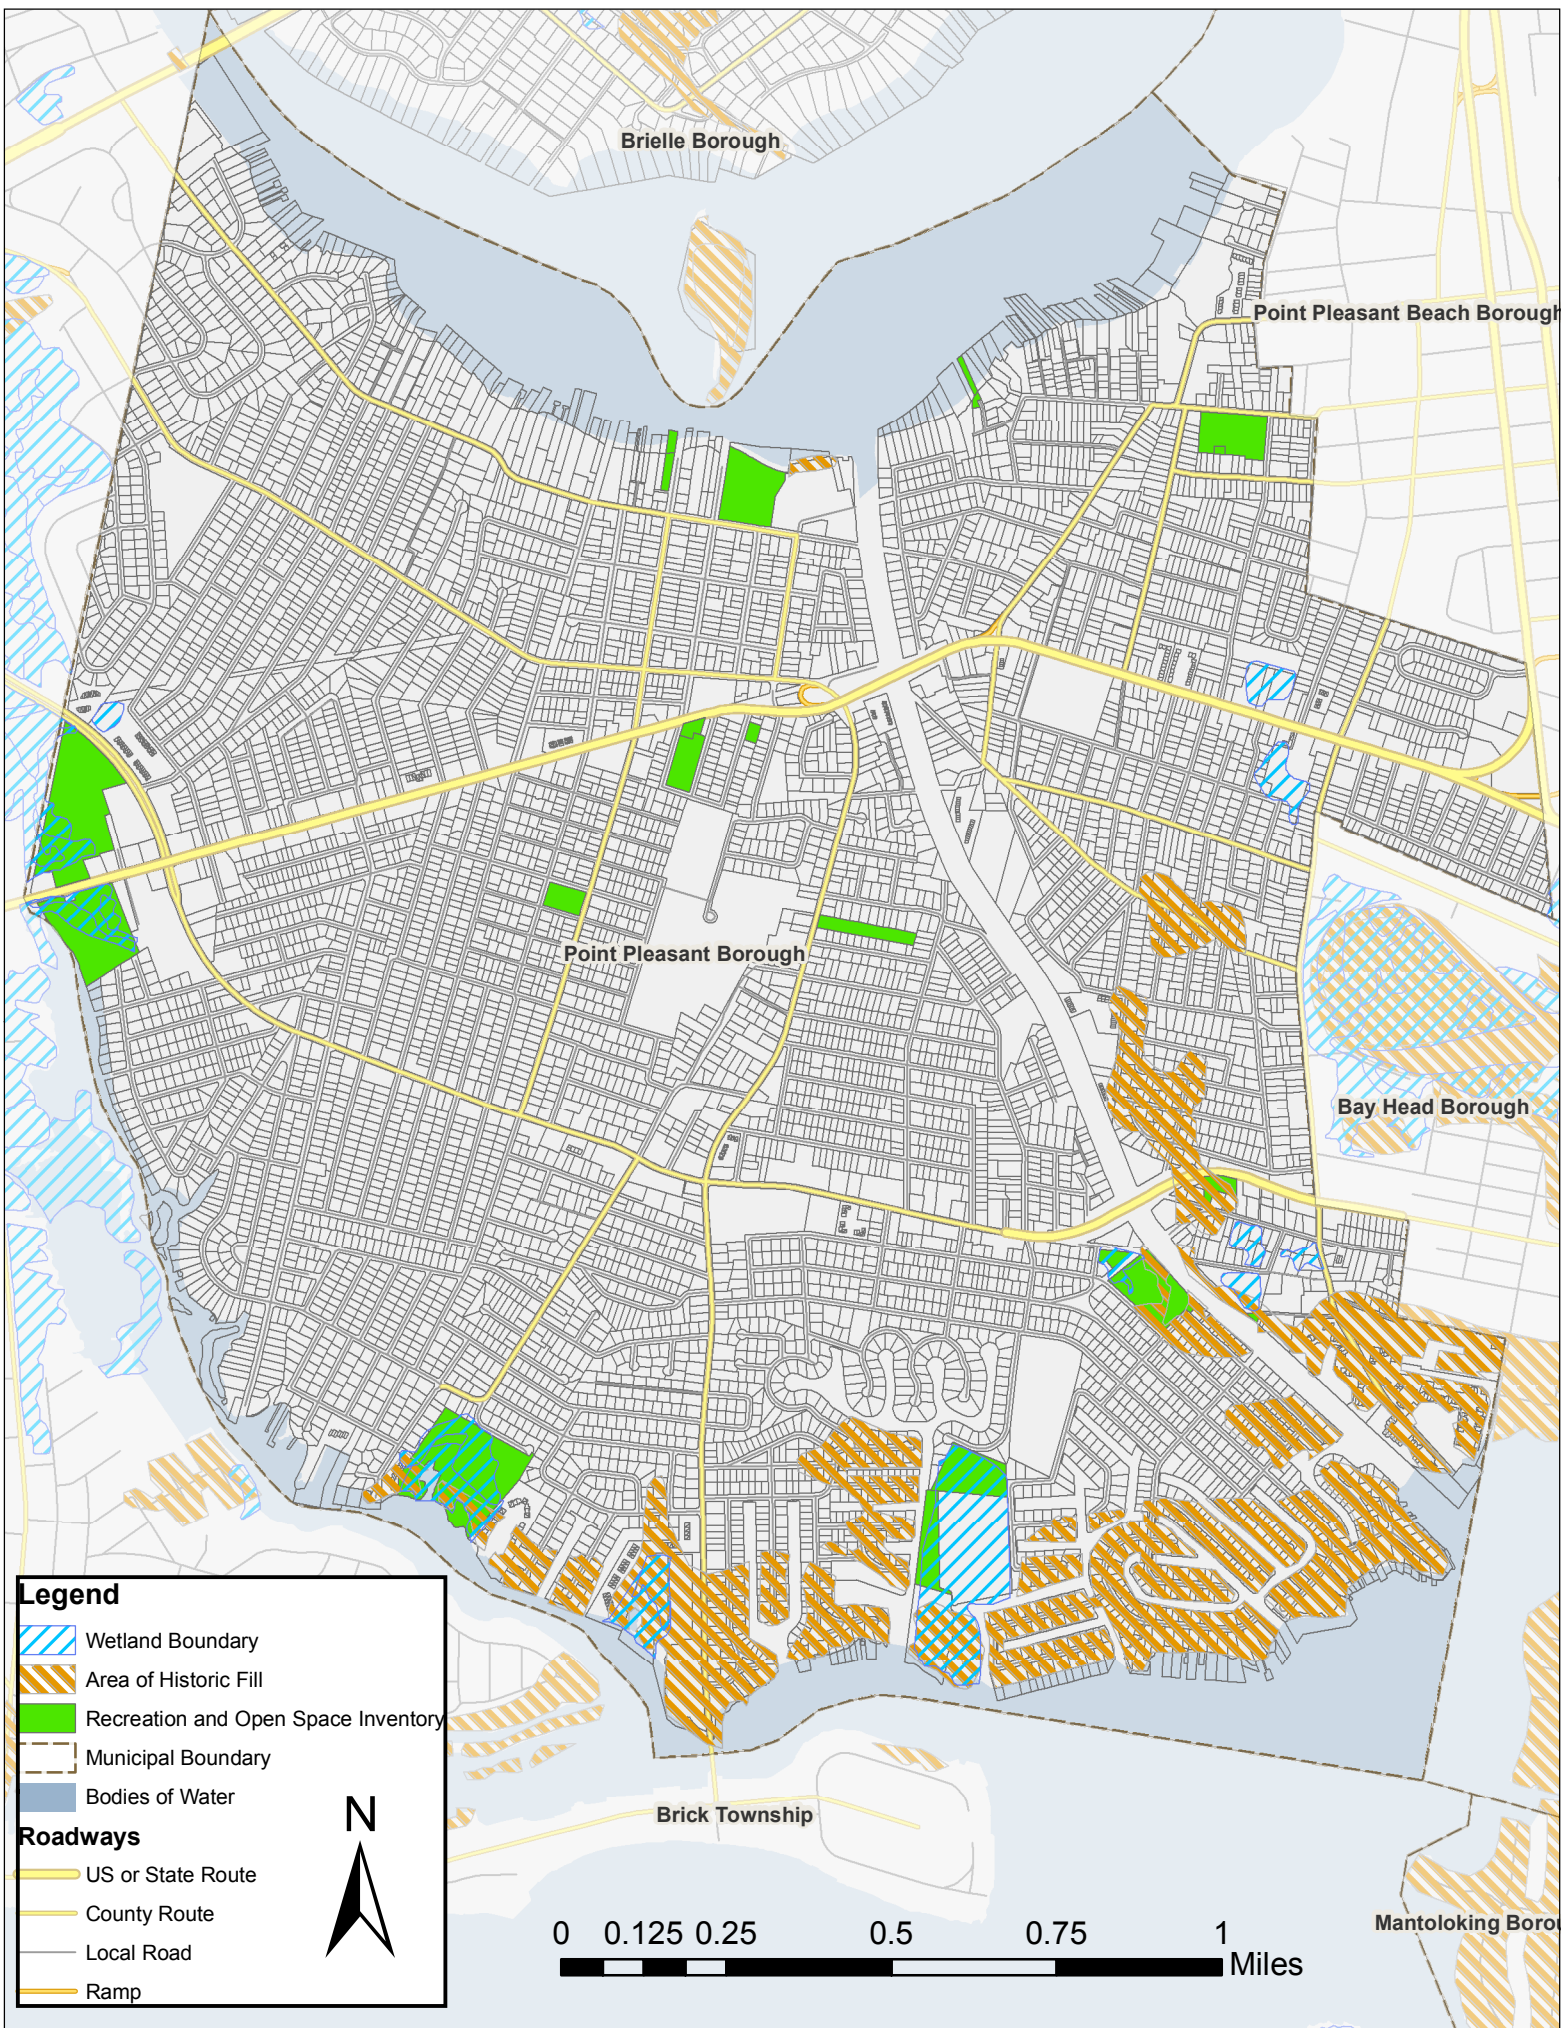 Brielle Borough
Point Pleasant Beach Borough
Point Pleasant Borough
Bay Head Borough
Legend
Wetland Boundary
Area of Historic Fill
Recreation and Open Space Inventory
Municipal Boundary
Bodies of Water
Roadways
US or State Route
County Route
Local Road
Ramp
N
Brick Township
Mantoloking Borou
0 0.125 0.25 0.5 0.75 1
Miles